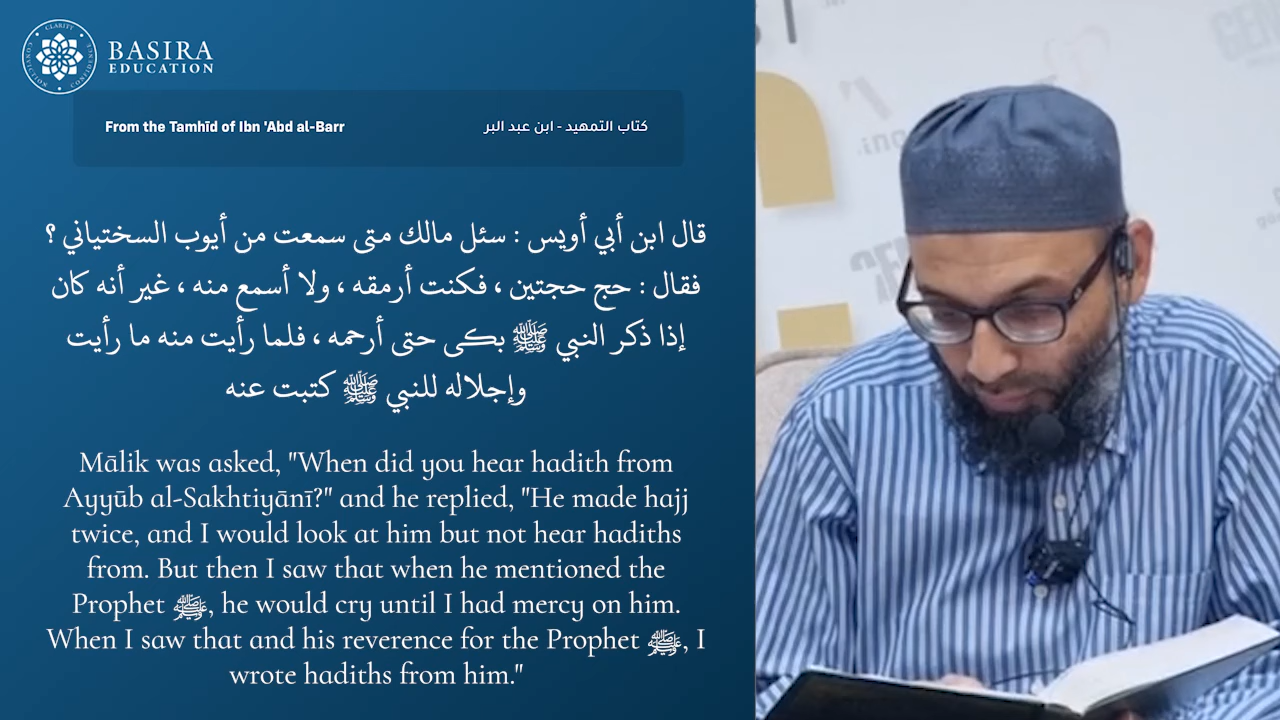 CLARITY
CONVICTION
CONFIDENCE
BASIRA
EDUCATION
From the Tamhīd of Ibn 'Abd al-Barr
كتاب التمهيد - ابن عبد البر
قال ابن أبي أويس : سئل مالك متى سمعت من أيوب السختياني ؟
فقال : حج حجتين ، فكنت أرمقه ، ولا أسمع منه ، غير أنه كان
إذا ذكر النبي ﷺ بكى حتى أرحمه ، فلما رأيت منه ما رأيت
وإجلاله للنبي ﷺ كتبت عنه
Mālik was asked, "When did you hear hadith from
Ayyūb al-Sakhtiyānī?" and he replied, "He made hajj
twice, and I would look at him but not hear hadiths
from. But then I saw that when he mentioned the
Prophet ﷺ, he would cry until I had mercy on him.
When I saw that and his reverence for the Prophet ﷺ, I
wrote hadiths from him."